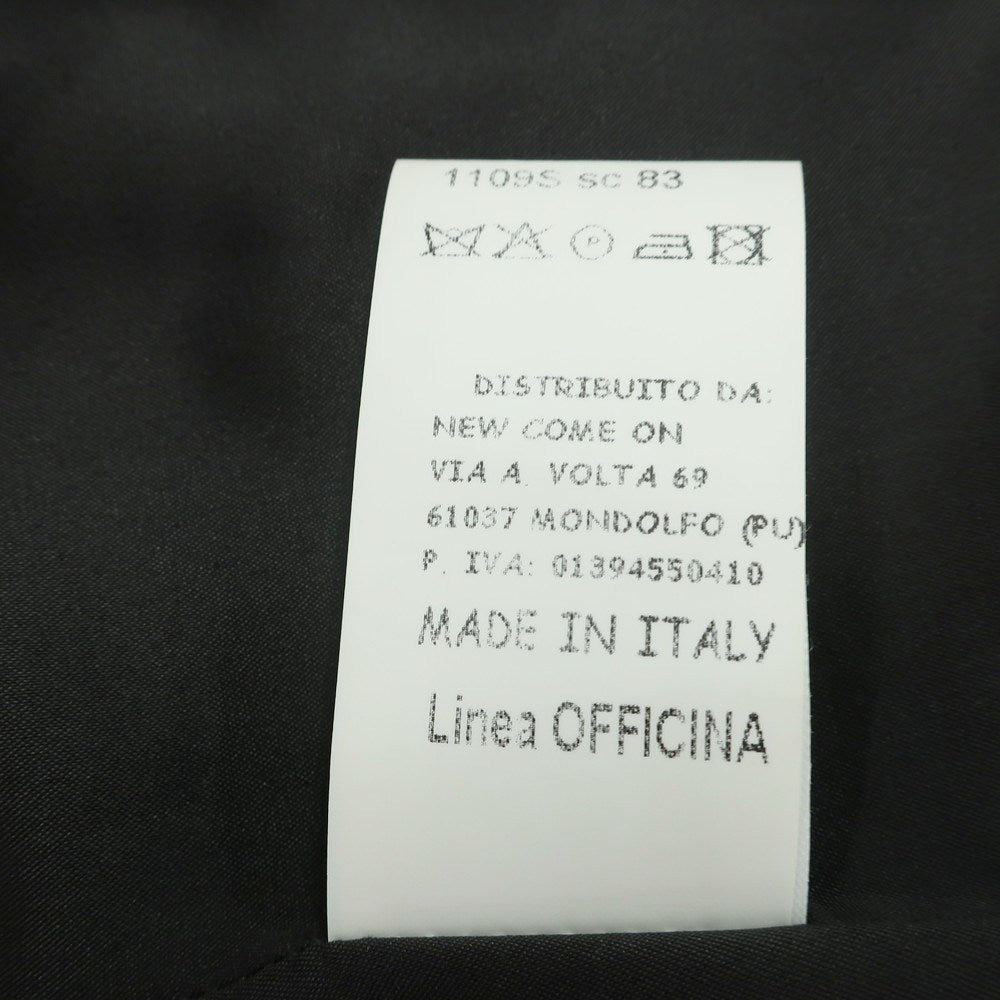 1109S sc 83
P
DISTRIBUITO DA:
NEW COME ON
VIA A. VOLTA 69
61037 MONDOLFO (PU)
P. IVA: 01394550410
MADE IN ITALY
Linea OFFICINA